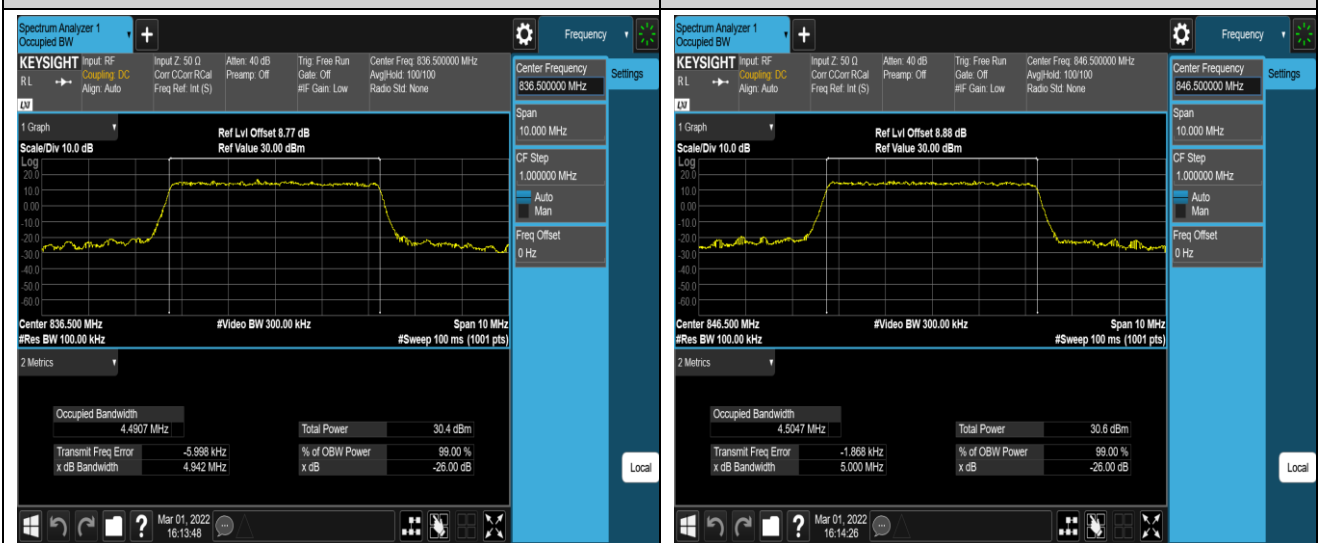 Spectrum Analyzer 1
Occupied BW
Frequency
KEYSIGHT
Input: RF
Input Z: 50 Ω
Atten: 40 dB
Trig: Free Run
Center Freq: 836.500000 MHz
R L
Coupling: DC
Corr CCorr RCal
Preamp: Off
Gate: Off
Avg|Hold: 100/100
Align: Auto
Freq Ref: Int (S)
#IF Gain: Low
Radio Std: None
LXI
Center Frequency
836.500000 MHz
Settings
Span
10.000 MHz
CF Step
1.000000 MHz
Auto
Man
Freq Offset
0 Hz
1 Graph
Ref Lvl Offset 8.77 dB
Scale/Div 10.0 dB
Ref Value 30.00 dBm
Log
20.0
10.0
0.00
-10.0
-20.0
-30.0
-40.0
-50.0
-60.0
Center 836.500 MHz
#Video BW 300.00 kHz
Span 10 MHz
#Res BW 100.00 kHz
#Sweep 100 ms (1001 pts)
2 Metrics
Occupied Bandwidth
4.4907 MHz
Total Power
30.4 dBm
Transmit Freq Error
-5.998 kHz
% of OBW Power
99.00 %
x dB Bandwidth
4.942 MHz
x dB
-26.00 dB
Local
?
Mar 01, 2022
16:13:48
Spectrum Analyzer 1
Occupied BW
Frequency
KEYSIGHT
Input: RF
Input Z: 50 Ω
Atten: 40 dB
Trig: Free Run
Center Freq: 846.500000 MHz
R L
Coupling: DC
Corr CCorr RCal
Preamp: Off
Gate: Off
Avg|Hold: 100/100
Align: Auto
Freq Ref: Int (S)
#IF Gain: Low
Radio Std: None
LXI
Center Frequency
846.500000 MHz
Settings
Span
10.000 MHz
CF Step
1.000000 MHz
Auto
Man
Freq Offset
0 Hz
1 Graph
Ref Lvl Offset 8.88 dB
Scale/Div 10.0 dB
Ref Value 30.00 dBm
Log
20.0
10.0
0.00
-10.0
-20.0
-30.0
-40.0
-50.0
-60.0
Center 846.500 MHz
#Video BW 300.00 kHz
Span 10 MHz
#Res BW 100.00 kHz
#Sweep 100 ms (1001 pts)
2 Metrics
Occupied Bandwidth
4.5047 MHz
Total Power
30.6 dBm
Transmit Freq Error
-1.868 kHz
% of OBW Power
99.00 %
x dB Bandwidth
5.000 MHz
x dB
-26.00 dB
Local
?
Mar 01, 2022
16:14:26